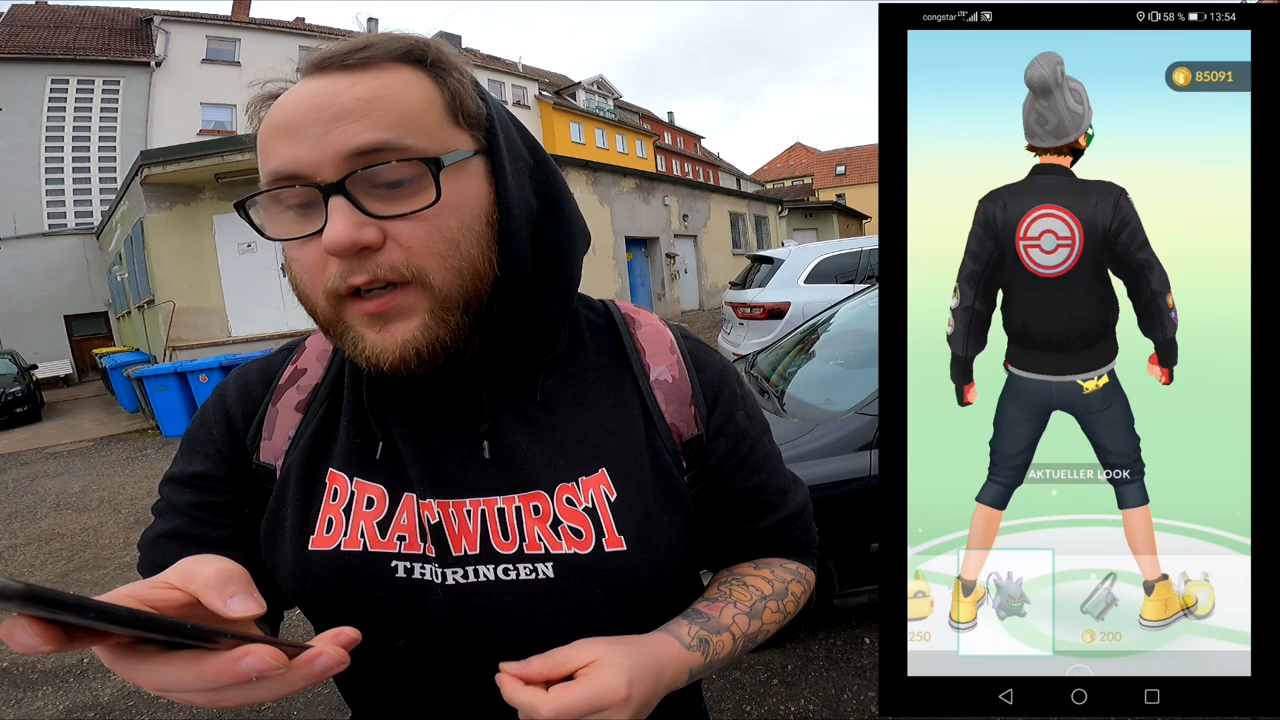 congstar
58 % 13:54
85091
BRATWURST
THÜRINGEN
AKTUELLER LOOK
250
200